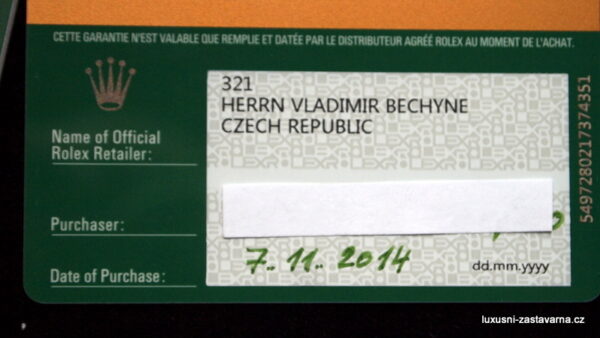 CETTE GARANTIE N'EST VALABLE QUE REMPLIE ET DATÉE PAR LE DISTRIBUTEUR AGRÉÉ ROLEX AU MOMENT DE L'ACHAT.
321
HERRN VLADIMIR BECHYNE
CZECH REPUBLIC
Name of Official
Rolex Retailer:
Purchaser:
7.. 11.. 2014
Date of Purchase:
dd.mm.yyyy
5497280217374351
luxusni-zastavarna.cz